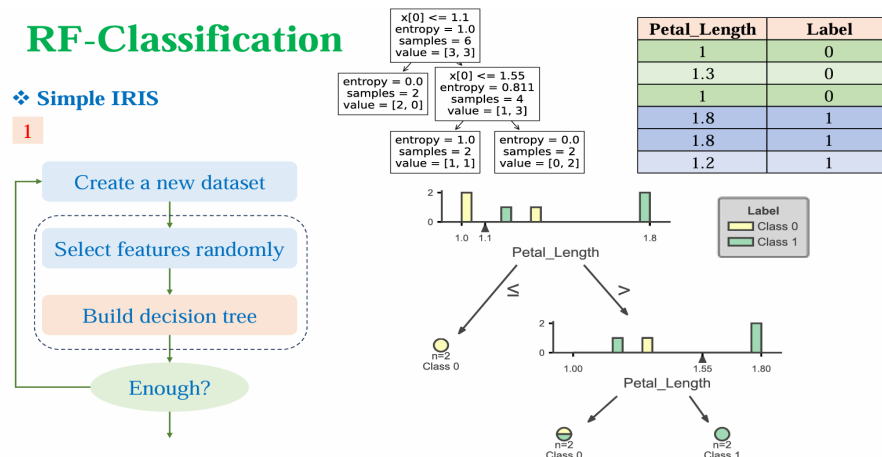 RF-Classification
❖ Simple IRIS
1
Create a new dataset
Select features randomly
Build decision tree
Enough?
x[0] <= 1.1
entropy = 1.0
samples = 6
value = [3, 3]
entropy = 0.0
samples = 2
value = [2, 0]
x[0] <= 1.55
entropy = 0.811
samples = 4
value = [1, 3]
entropy = 1.0
samples = 2
value = [1, 1]
entropy = 0.0
samples = 2
value = [0, 2]
Petal_Length Label
1 0
1.3 0
1 0
1.8 1
1.8 1
1.2 1
2
0
1.0 1.1 1.8
Petal_Length
Label
Class 0
Class 1
≤ >
n=2
Class 0
2
0
1.00 1.55 1.80
Petal_Length
n=2
Class 0
n=2
Class 1